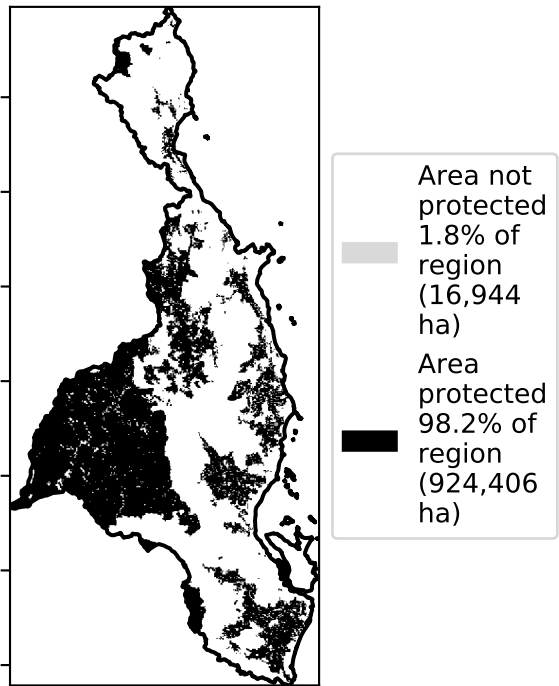 Area not
protected
1.8% of
region
(16,944
ha)
Area
protected
98.2% of
region
(924,406
ha)